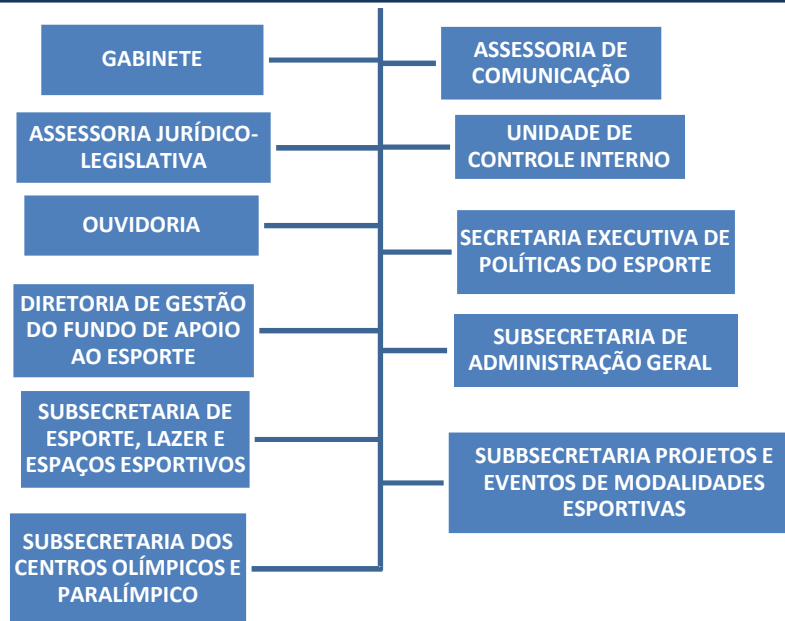 GABINETE
ASSESSORIA DE
COMUNICAÇÃO
ASSESSORIA JURÍDICO-
LEGISLATIVA
UNIDADE DE
CONTROLE INTERNO
OUVIDORIA
SECRETARIA EXECUTIVA DE
POLÍTICAS DO ESPORTE
DIRETORIA DE GESTÃO
DO FUNDO DE APOIO
AO ESPORTE
SUBSECRETARIA DE
ADMINISTRAÇÃO GERAL
SUBSECRETARIA DE
ESPORTE, LAZER E
ESPAÇOS ESPORTIVOS
SUBBSECRETARIA PROJETOS E
EVENTOS DE MODALIDADES
ESPORTIVAS
SUBSECRETARIA DOS
CENTROS OLÍMPICOS E
PARALÍMPICO